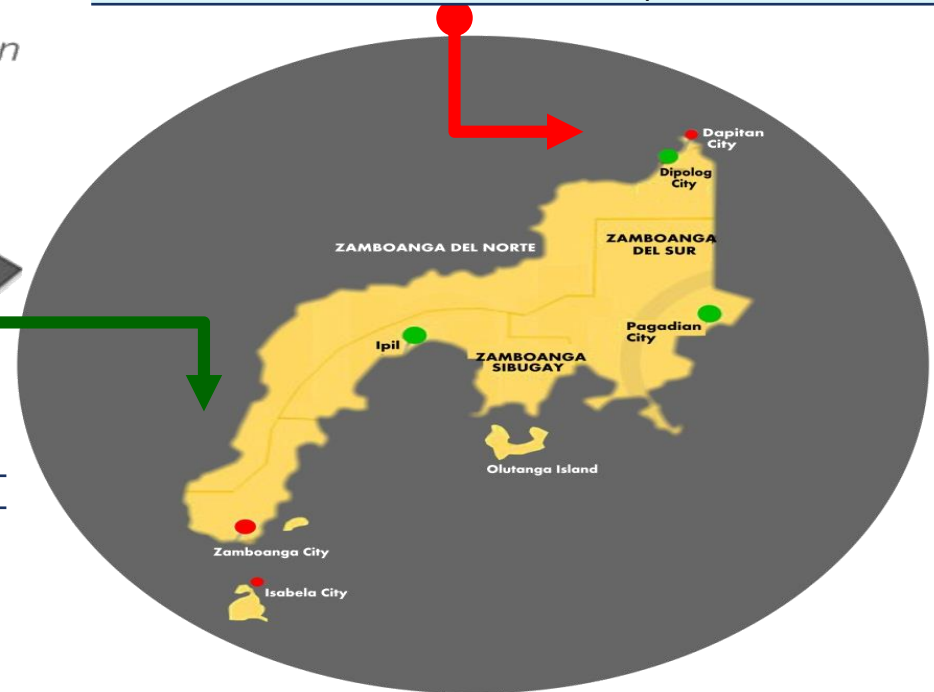 Dapitan
City
Dipolog
City
ZAMBOANGA DEL NORTE
ZAMBOANGA
DEL SUR
Pagadian
City
Ipil
ZAMBOANGA
SIBUGAY
Olutanga Island
Zamboanga City
Isabela City